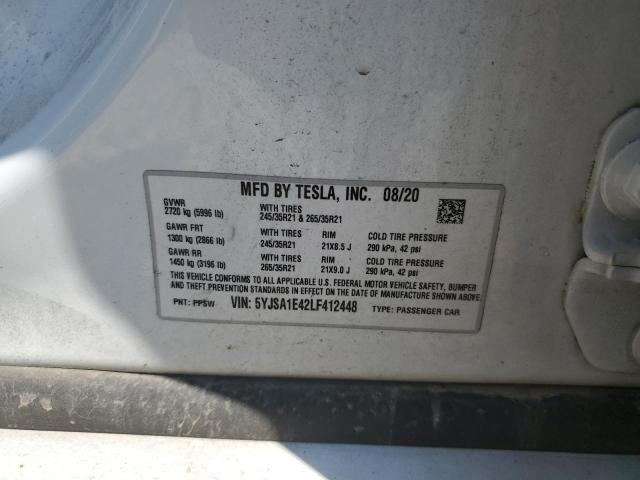 MFD BY TESLA, INC. 08/20
GVWR WITH TIRES
2720 kg (5996 lb) 245/35R21 & 265/35R21
GAWR FRT WITH TIRES RIM COLD TIRE PRESSURE
1300 kg (2866 lb) 245/35R21 21X8.5 J 290 kPa, 42 psi
GAWR RR WITH TIRES RIM COLD TIRE PRESSURE
1450 kg (3196 lb) 265/35R21 21X9.0 J 290 kPa, 42 psi
THIS VEHICLE CONFORMS TO ALL APPLICABLE U.S. FEDERAL MOTOR VEHICLE SAFETY, BUMPER
AND THEFT PREVENTION STANDARDS IN EFFECT ON THE DATE OF MANUFACTURE SHOWN ABOVE.
PNT: PPSW VIN: 5YJSA1E42LF412448 TYPE: PASSENGER CAR